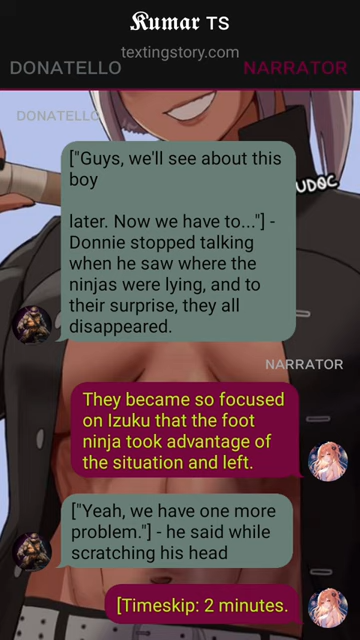 Kumar TS
textingstory.com
DONATELLO NARRATOR
DONATELLO
["Guys, we'll see about this
boy
later. Now we have to..."] -
Donnie stopped talking
when he saw where the
ninjas were lying, and to
their surprise, they all
disappeared.
NARRATOR
They became so focused
on Izuku that the foot
ninja took advantage of
the situation and left.
["Yeah, we have one more
problem."] - he said while
scratching his head
[Timeskip: 2 minutes.